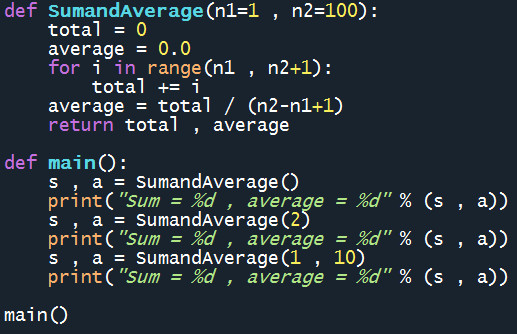 def SumandAverage(n1=1 , n2=100):
    total = 0
    average = 0.0
    for i in range(n1 , n2+1):
        total += i
    average = total / (n2-n1+1)
    return total , average

def main():
    s , a = SumandAverage()
    print("Sum = %d , average = %d" % (s , a))
    s , a = SumandAverage(2)
    print("Sum = %d , average = %d" % (s , a))
    s , a = SumandAverage(1 , 10)
    print("Sum = %d , average = %d" % (s , a))

main()